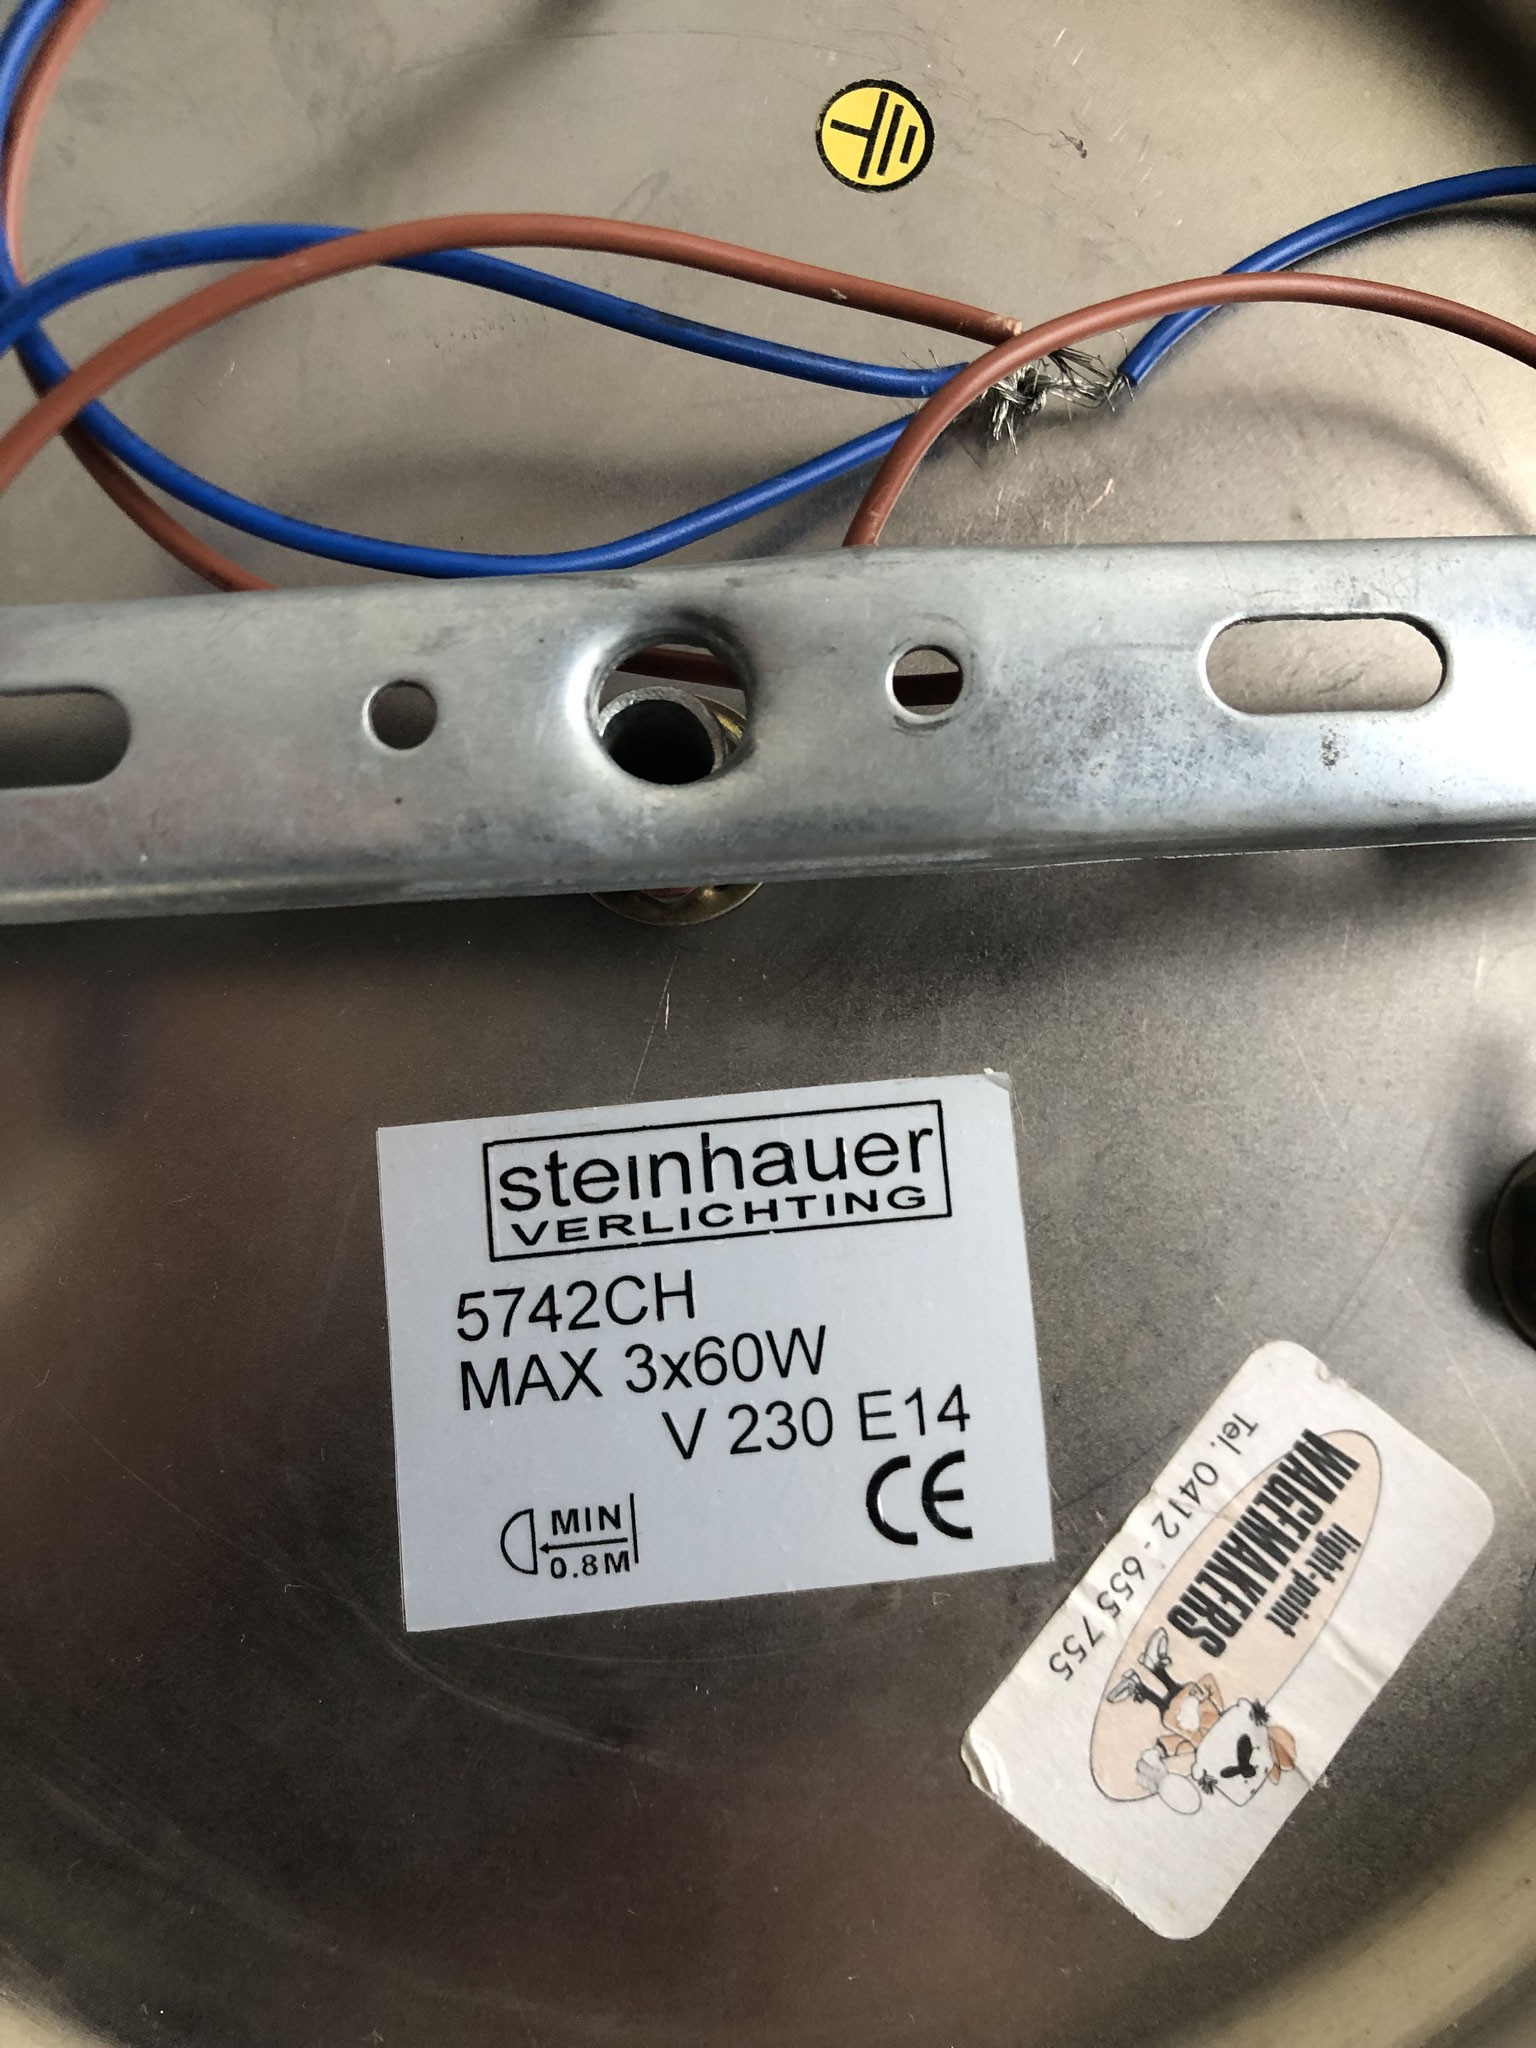 steinhauer
VERLICHTING
5742CH
MAX 3x60W
V 230 E14
CE
MIN
0.8M
light-point
WAGEMAKERS
Tel. 0412-655755